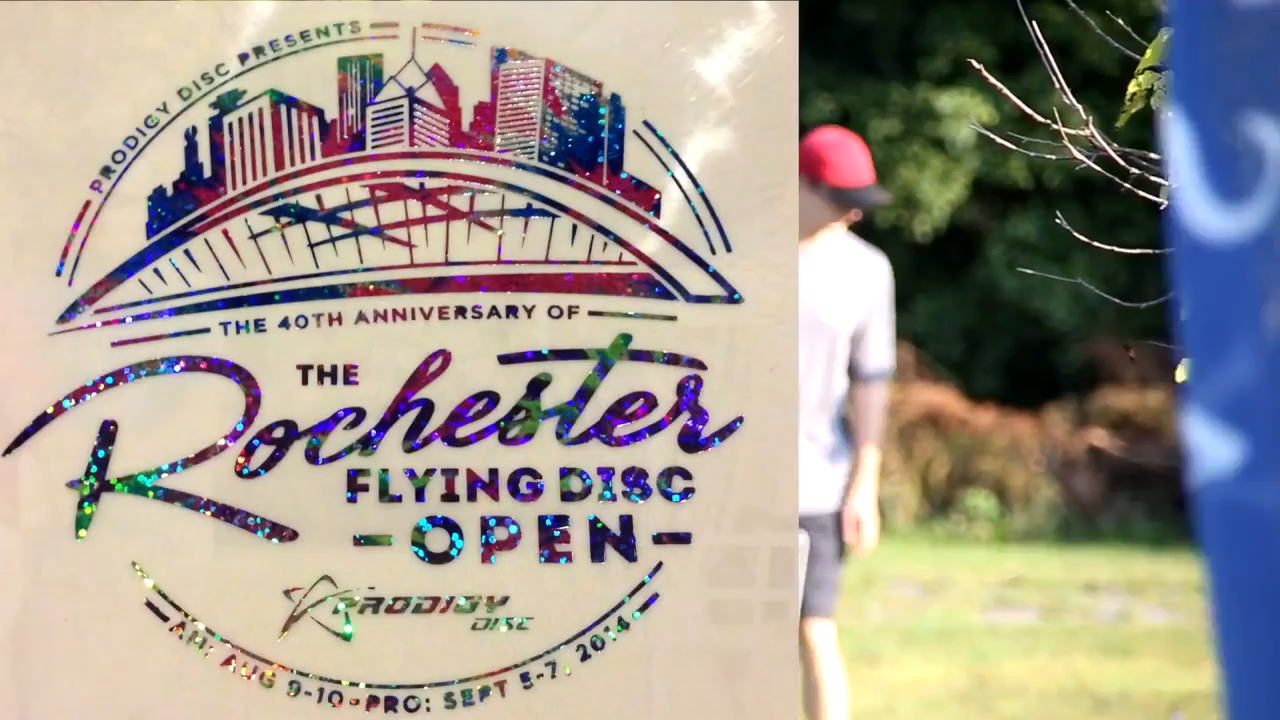 PRODIGY DISC PRESENTS
THE 40TH ANNIVERSARY OF
THE
Rochester
FLYING DISC
-OPEN-
PRODIGY
DISC
AM: AUG 9-10 - PRO: SEPT 5-7, 2014